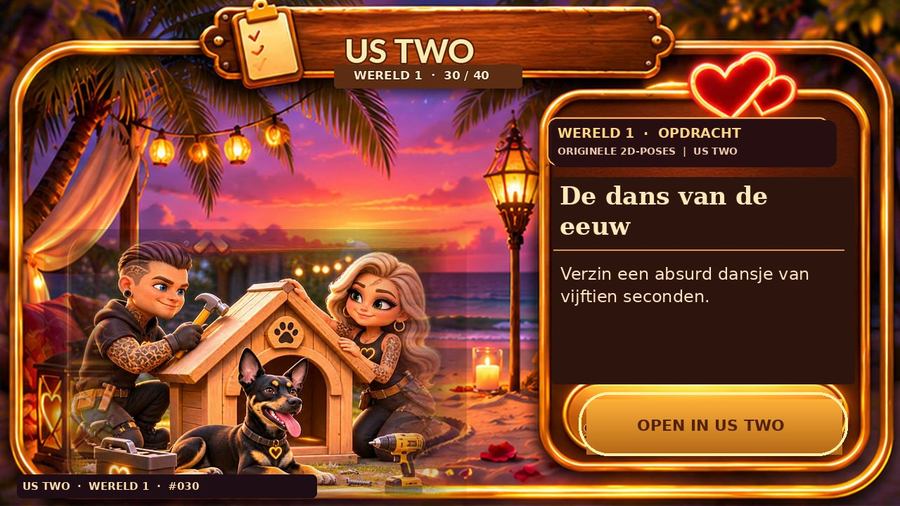 US TWO
WERELD 1 · 30 / 40
WERELD 1 · OPDRACHT
ORIGINELE 2D-POSES | US TWO
De dans van de
eeuw
Verzin een absurd dansje van
vijftien seconden.
OPEN IN US TWO
US TWO · WERELD 1 · #030